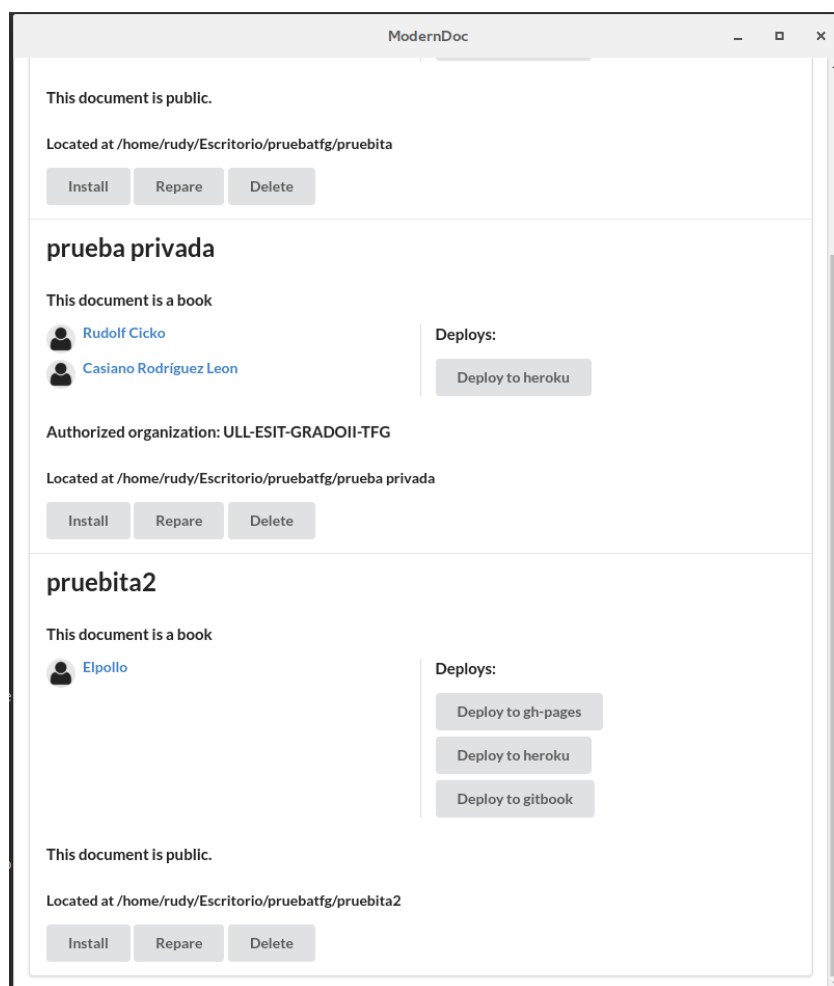 ModernDoc
This document is public.
Located at /home/rudy/Escritorio/pruebatfg/pruebita
Install Repare Delete
prueba privada
This document is a book
Rudolf Cicko
Casiano Rodríguez Leon
Deploys:
Deploy to heroku
Authorized organization: ULL-ESIT-GRADOII-TFG
Located at /home/rudy/Escritorio/pruebatfg/prueba privada
Install Repare Delete
pruebita2
This document is a book
Elpollo
Deploys:
Deploy to gh-pages
Deploy to heroku
Deploy to gitbook
This document is public.
Located at /home/rudy/Escritorio/pruebatfg/pruebita2
Install Repare Delete